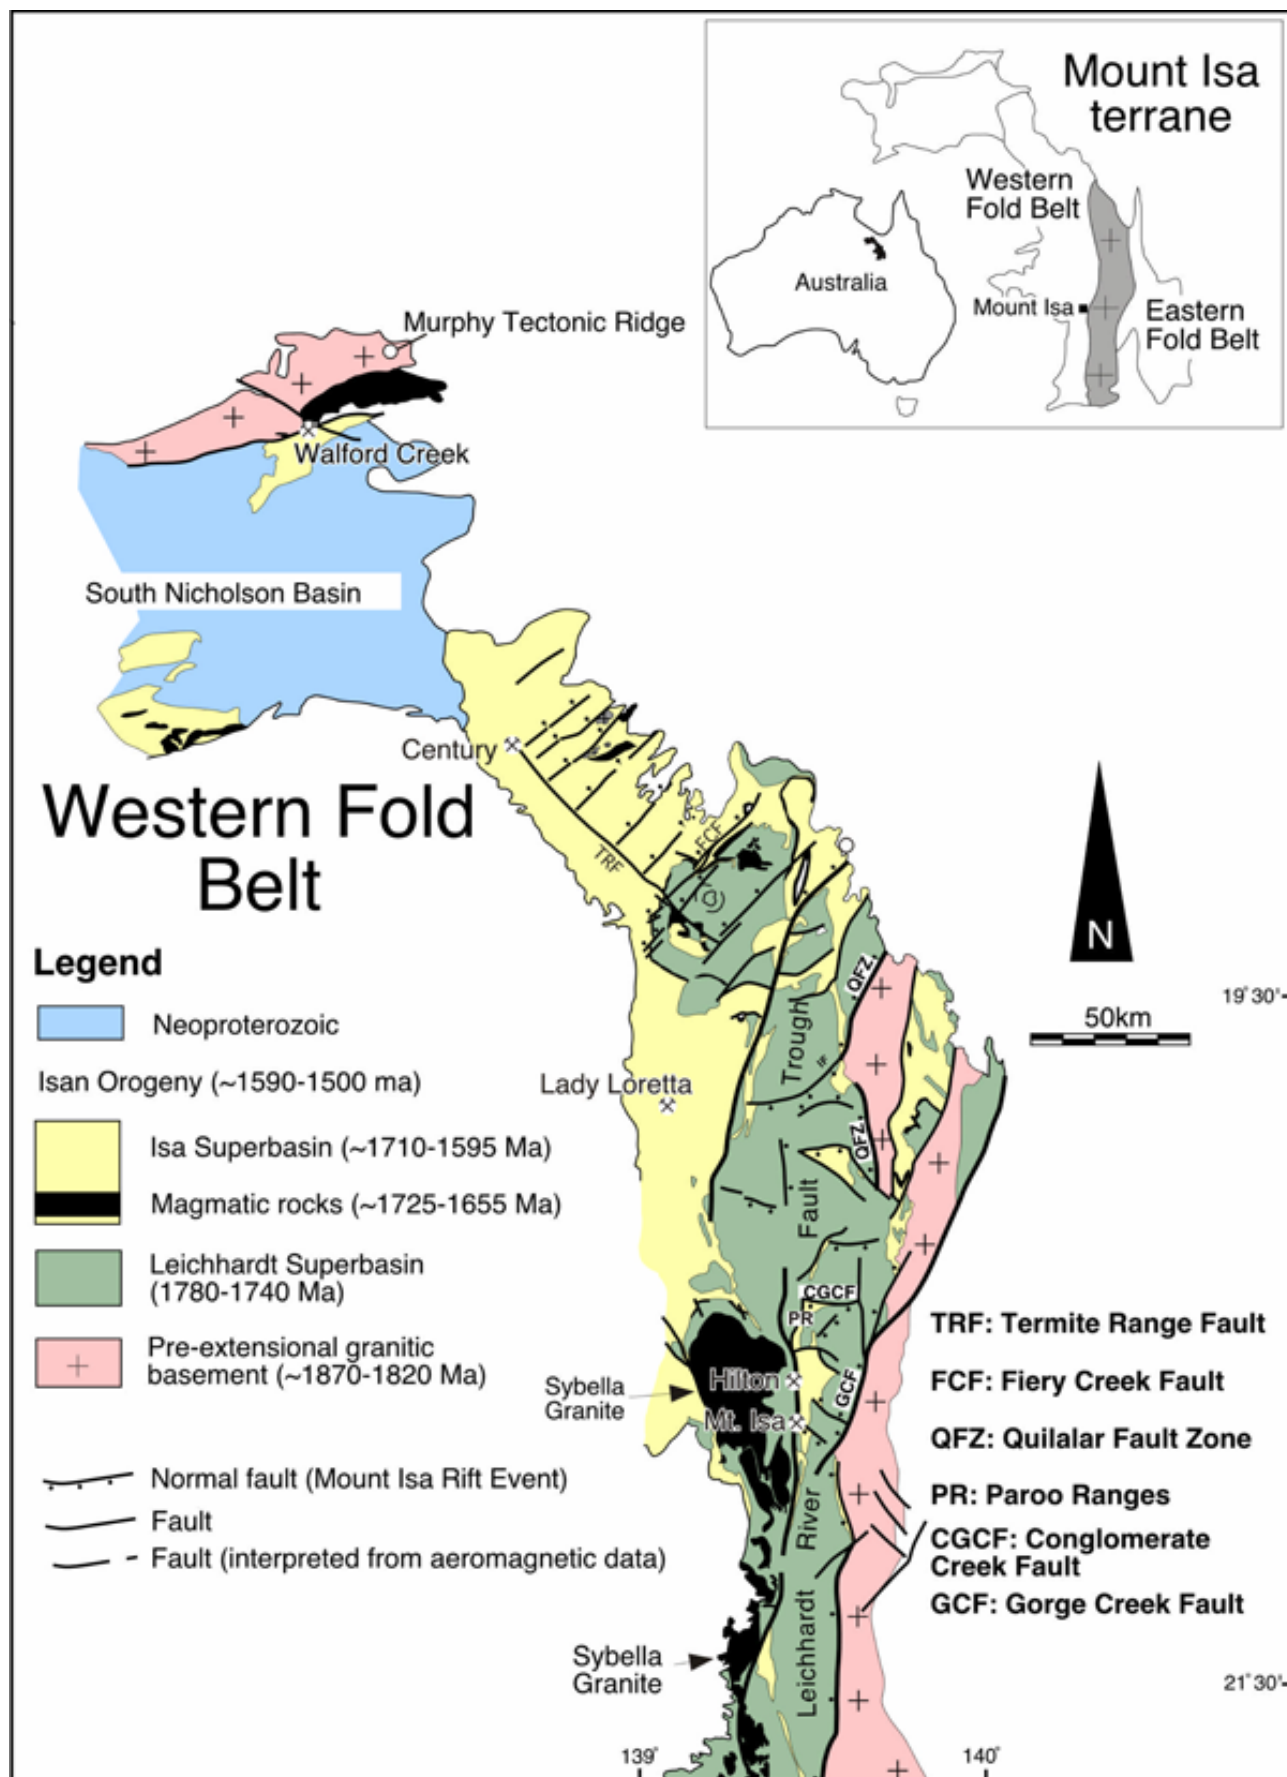 Mount Isa
terrane
Western
Fold Belt
Australia
Mount Isa
Eastern
Fold Belt
Murphy Tectonic Ridge
Walford Creek
South Nicholson Basin
Century
Western Fold
Belt
TRF
FCF
N
QFZ
19°30'
50km
Trough
IF
Lady Loretta
QFZ
Fault
CGCF
PR
Hilton
GCF
Sybella
Granite
Mt. Isa
River
Leichhardt
Sybella
Granite
21°30'
139°
140°
Legend
Neoproterozoic
Isan Orogeny (~1590-1500 ma)
Isa Superbasin (~1710-1595 Ma)
Magmatic rocks (~1725-1655 Ma)
Leichhardt Superbasin
(1780-1740 Ma)
Pre-extensional granitic
basement (~1870-1820 Ma)
Normal fault (Mount Isa Rift Event)
Fault
Fault (interpreted from aeromagnetic data)
TRF: Termite Range Fault
FCF: Fiery Creek Fault
QFZ: Quilalar Fault Zone
PR: Paroo Ranges
CGCF: Conglomerate
Creek Fault
GCF: Gorge Creek Fault